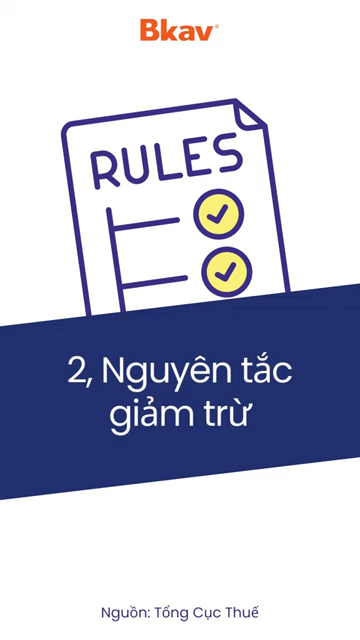 Bkav®
RULES
2, Nguyên tắc
giảm trừ
Nguồn: Tổng Cục Thuế